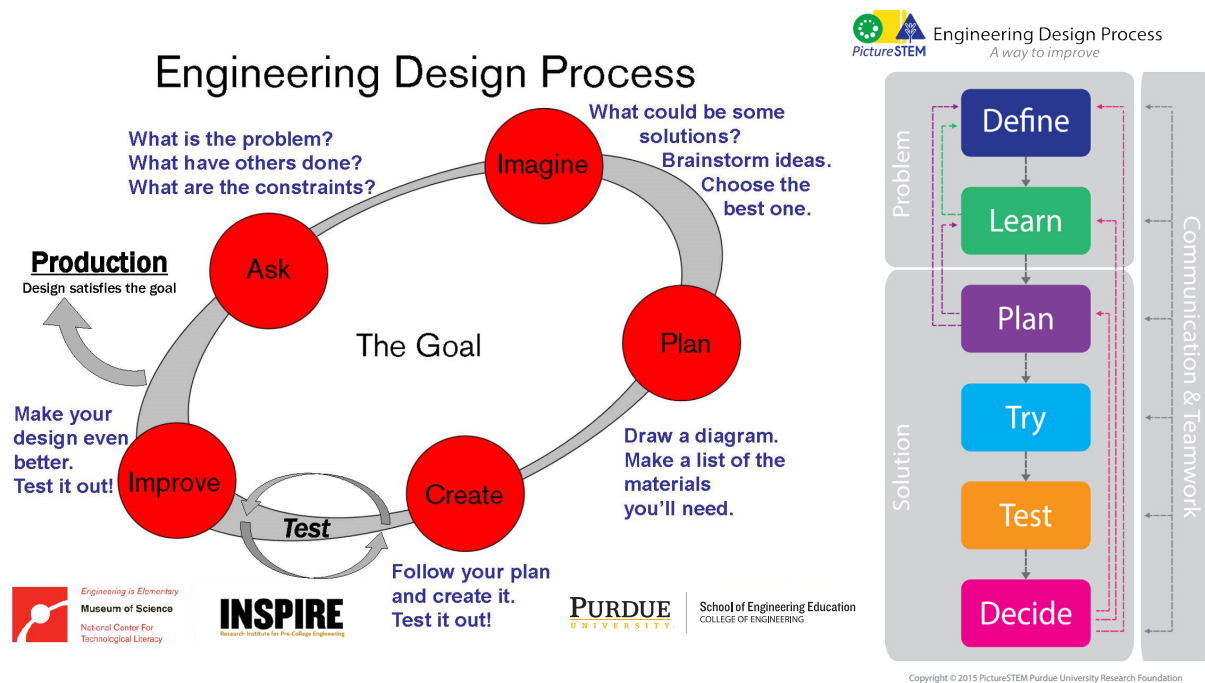 Engineering Design Process
What is the problem?
What have others done?
What are the constraints?
Imagine
What could be some
solutions?
Brainstorm ideas.
Choose the
best one.
Ask
Production
Design satisfies the goal
The Goal
Plan
Draw a diagram.
Make a list of the
materials
you'll need.
Make your
design even
better.
Test it out!
Improve
Test
Create
Follow your plan
and create it.
Test it out!
Engineering is Elementary
Museum of Science
National Center For
Technological Literacy
INSPIRE
Research Institute for Pre-College Engineering
PURDUE
UNIVERSITY.
School of Engineering Education
COLLEGE OF ENGINEERING
PictureSTEM
Engineering Design Process
A way to improve
Problem
Define
Learn
Solution
Plan
Try
Test
Decide
Communication & Teamwork
Copyright © 2015 PictureSTEM Purdue University Research Foundation